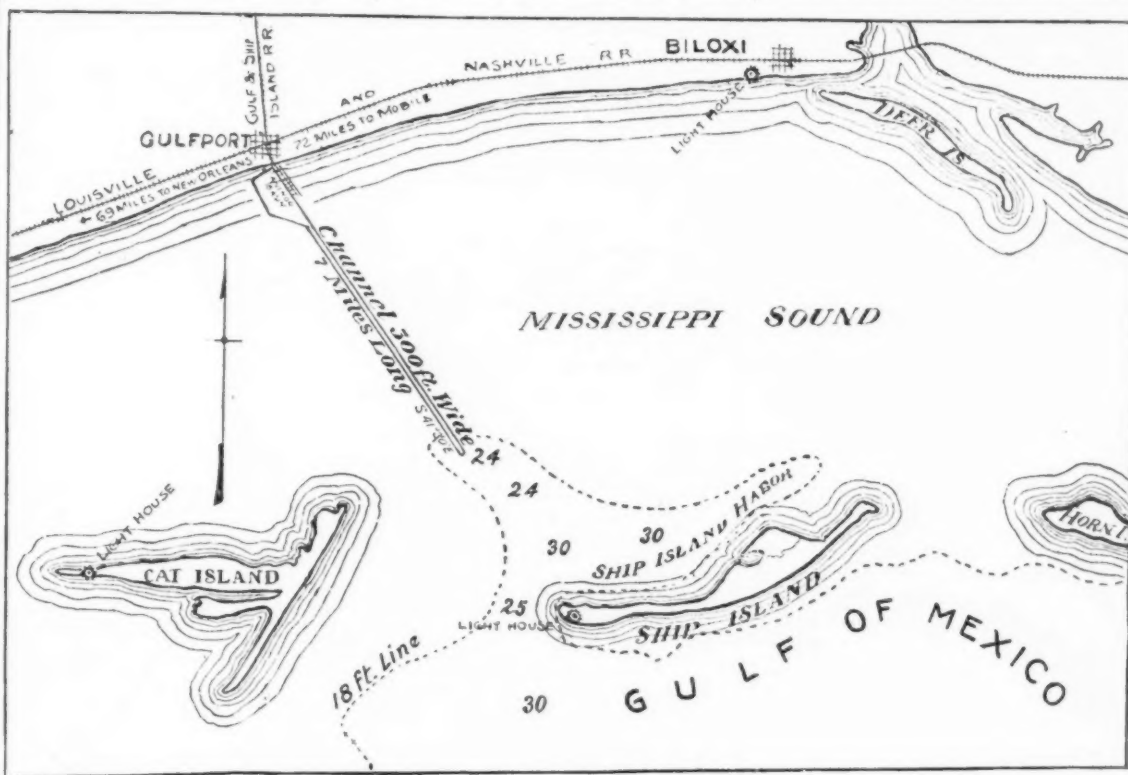 GULF & SHIP
ISLAND RR
BILOXI
LOUISVILLE
AND
NASHVILLE R R
GULFPORT
72 MILES TO MOBILE
69 MILES TO NEW ORLEANS
LIGHT HOUSE
DEER IS
Channel 300 ft. Wide
7 Miles Long
MISSISSIPPI SOUND
24
24
30
30
SHIP ISLAND HABOR
LIGHT HOUSE
CAT ISLAND
HORN I
25
LIGHT HOUSE
SHIP ISLAND
18 ft. Line
30
GULF OF MEXICO